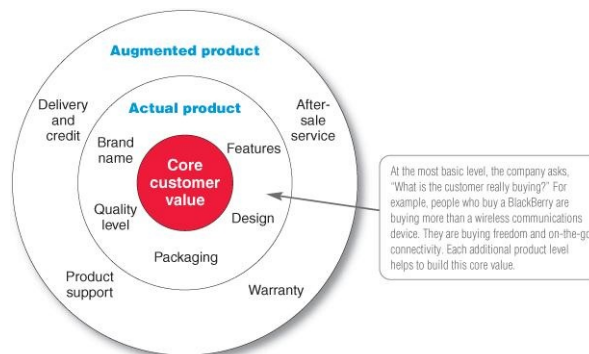 Augmented product
Delivery
and
credit
After-
sale
service
Actual product
Brand
name
Features
Core
customer
value
Quality
level
Design
Packaging
Product
support
Warranty
At the most basic level, the company asks,
"What is the customer really buying?" For
example, people who buy a BlackBerry are
buying more than a wireless communications
device. They are buying freedom and on-the-go
connectivity. Each additional product level
helps to build this core value.